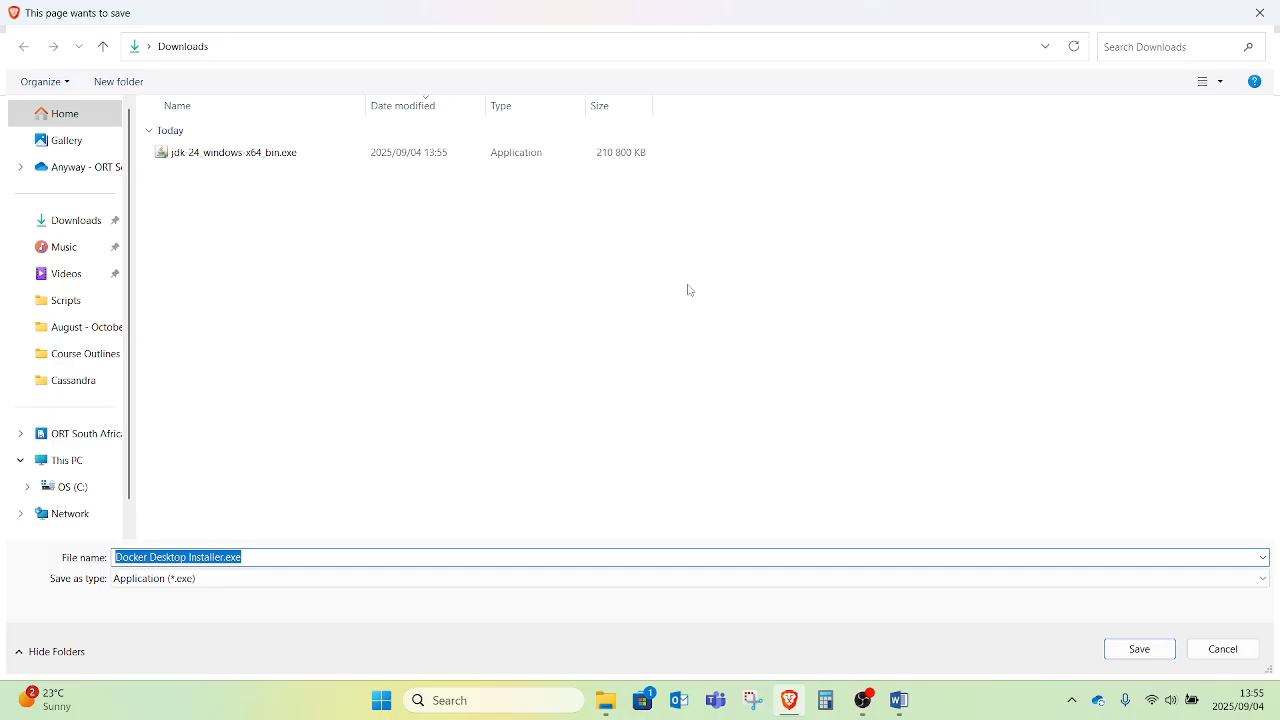 This page wants to save
Downloads
Search Downloads
Organize
New folder
Name
Date modified
Type
Size
Home
Today
Gallery
jdk-24_windows-x64_bin.exe
2025/09/04 13:55
Application
210 800 KB
Anyway - ORT S
Downloads
Music
Videos
Scripts
August - Octobe
Course Outlines
Cassandra
ORT South Africa
This PC
OS (C:)
Network
File name:
Docker Desktop Installer.exe
Save as type:
Application (*.exe)
Hide Folders
Save
Cancel
2
23°C
Sunny
Search
1
13:55
2025/09/04